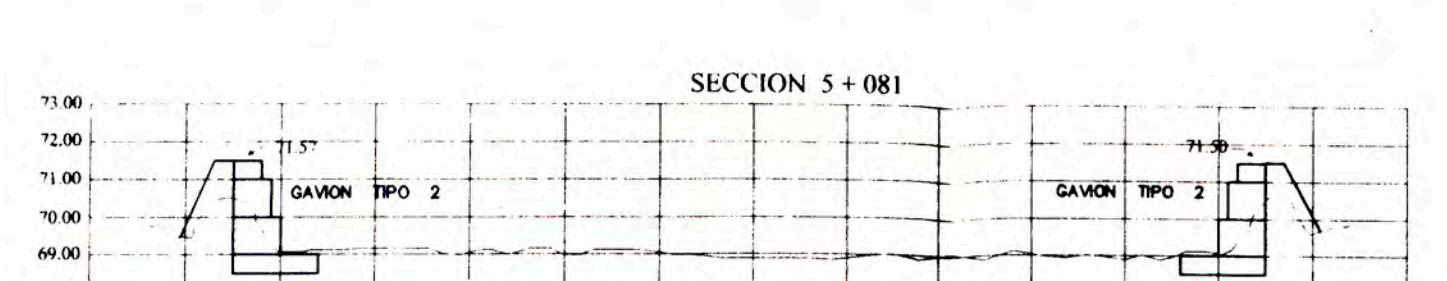 SECCION 5 + 081
73.00
72.00
71.57
71.50
71.00
GAVION TIPO 2
GAVION TIPO 2
70.00
69.00